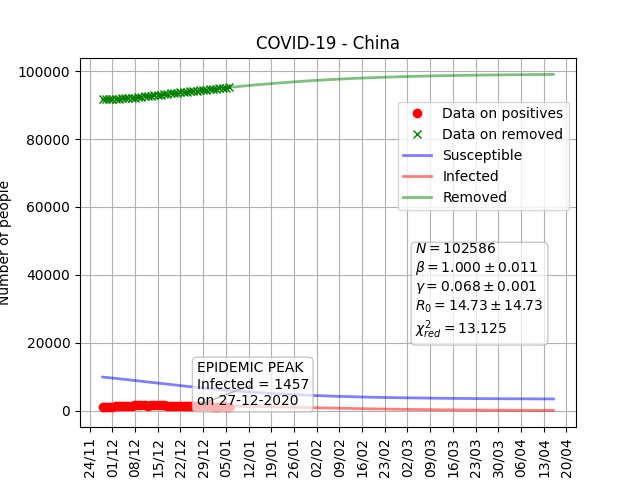 COVID-19 - China
Number of people
100000
80000
60000
40000
20000
0
Data on positives
Data on removed
Susceptible
Infected
Removed
N = 102586
β = 1.000 ± 0.011
γ = 0.068 ± 0.001
R₀ = 14.73 ± 14.73
χ²red = 13.125
EPIDEMIC PEAK
Infected = 1457
on 27-12-2020
24/11
01/12
08/12
15/12
22/12
29/12
05/01
12/01
19/01
26/01
02/02
09/02
16/02
23/02
02/03
09/03
16/03
23/03
30/03
06/04
13/04
20/04